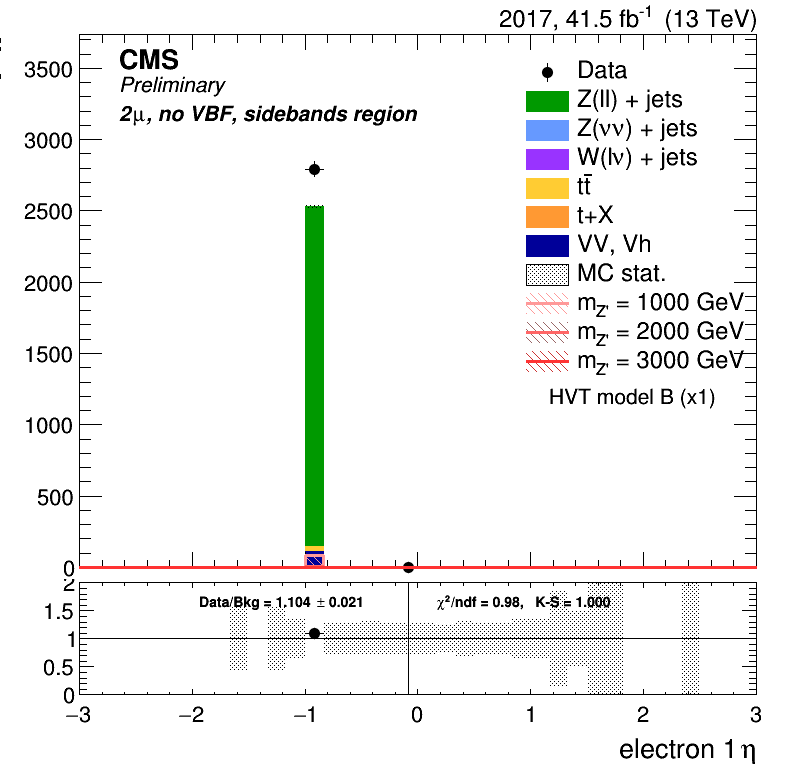 2017, 41.5 fb⁻¹ (13 TeV)
CMS
Preliminary
2μ, no VBF, sidebands region
Data
Z(ll) + jets
Z(νν) + jets
W(lν) + jets
tt̄
t+X
VV, Vh
MC stat.
m_Z' = 1000 GeV
m_Z' = 2000 GeV
m_Z' = 3000 GeV
HVT model B (x1)
3500
3000
2500
2000
1500
1000
500
0
Data/Bkg = 1.104 ± 0.021
χ²/ndf = 0.98, K-S = 1.000
2
1.5
1
0.5
0
−3 −2 −1 0 1 2 3
electron 1 η